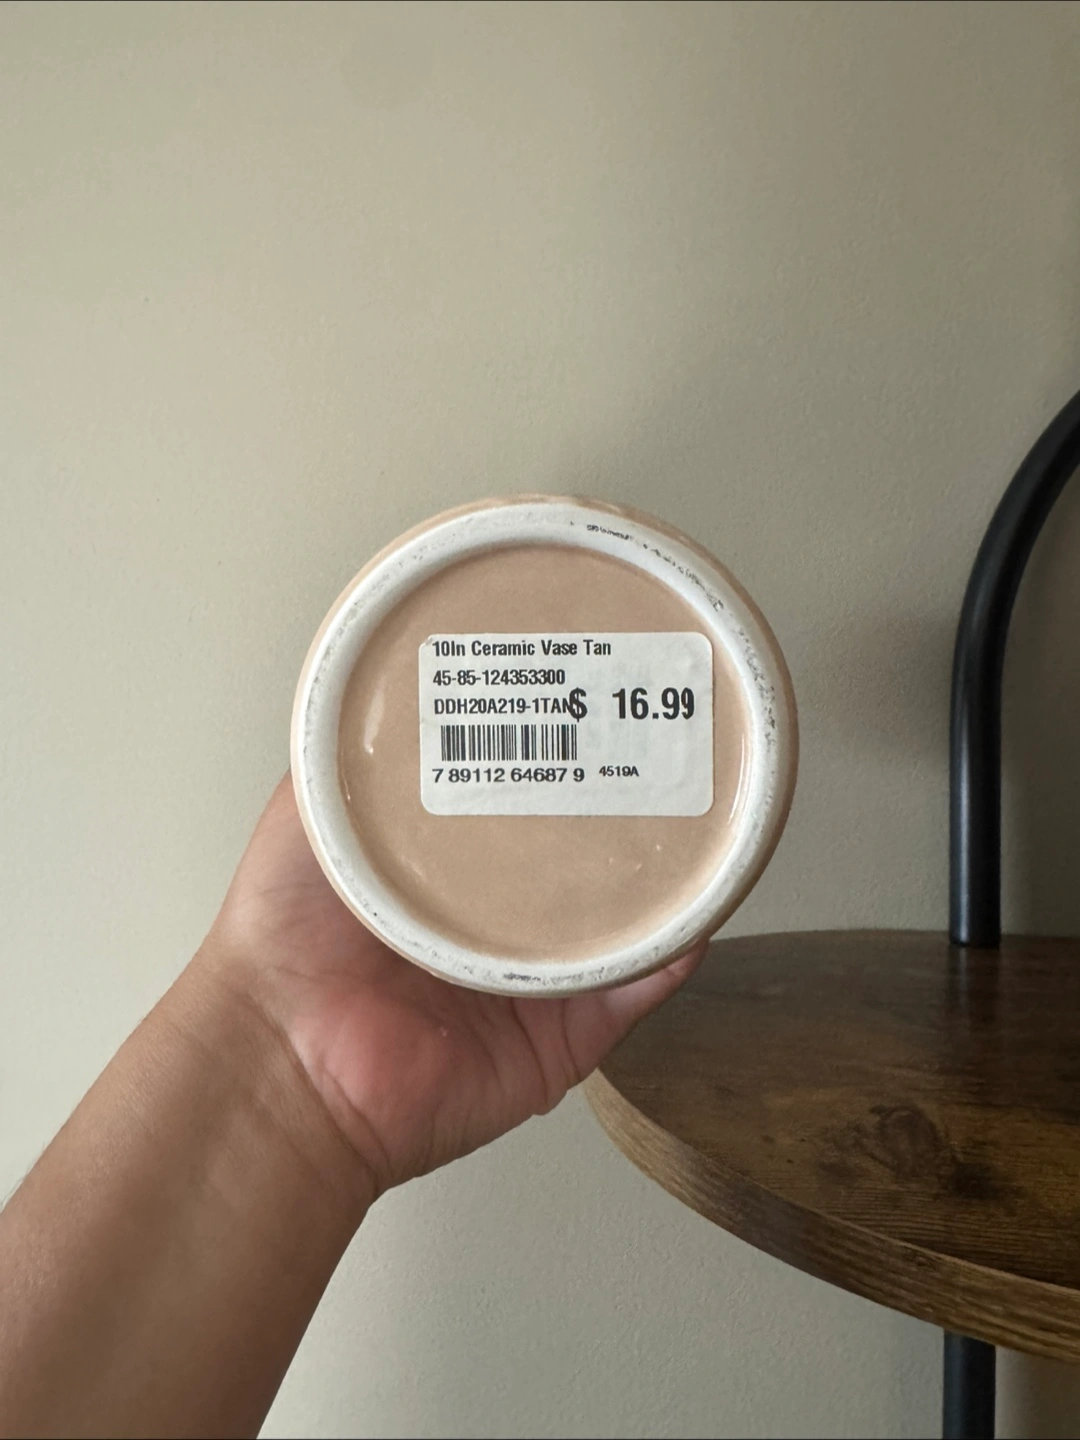 10In Ceramic Vase Tan
45-85-124353300
DDH20A219-1TAN $ 16.99
7 89112 64687 9 4519A